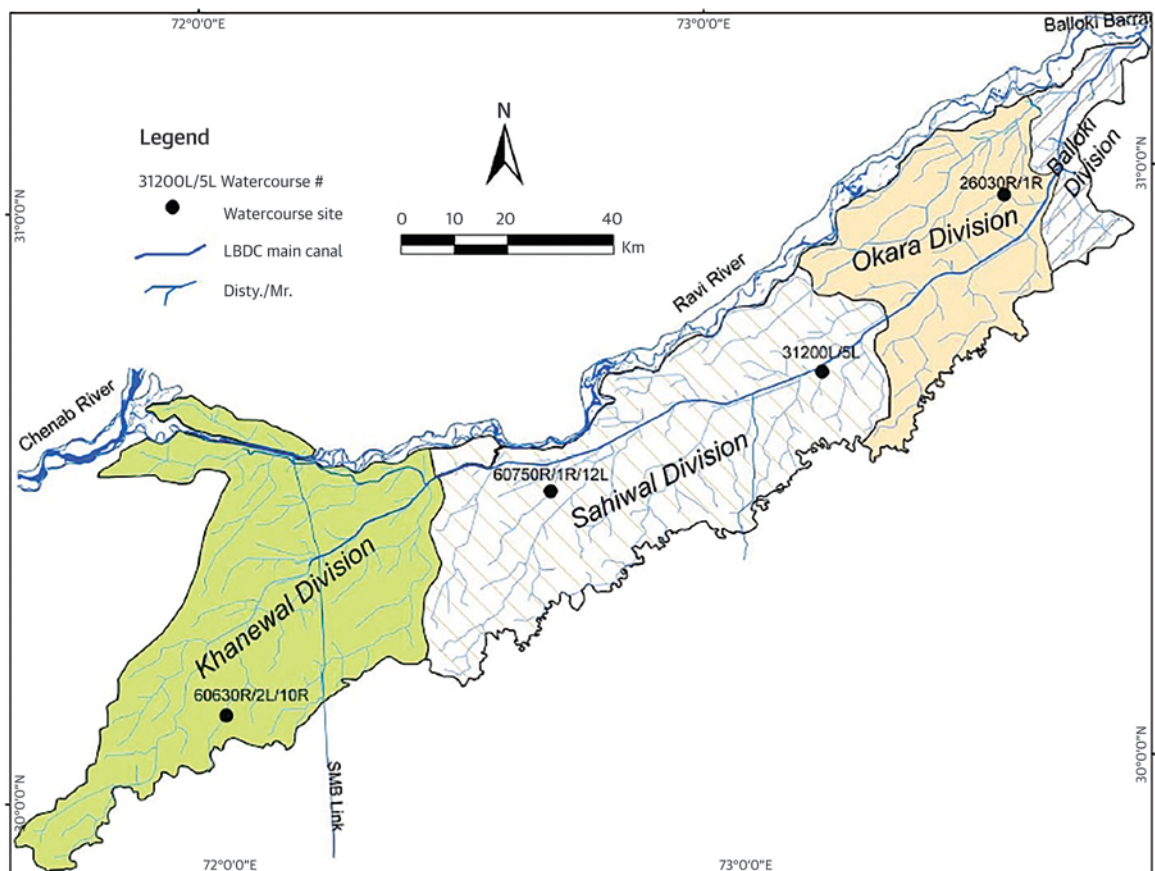 72°0'0"E
73°0'0"E
Balloki Barra
Legend
31200L/5L Watercourse #
Watercourse site
LBDC main canal
Disty./Mr.
N
0 10 20 40
Km
31°0'0"N
31°0'0"N
Balloki
Division
26030R/1R
Okara Division
Ravi River
31200L/5L
Chenab River
60750R/1R/12L
Sahiwal Division
Khanewal Division
60630R/2L/10R
SMB Link
30°0'0"N
30°0'0"N
72°0'0"E
73°0'0"E